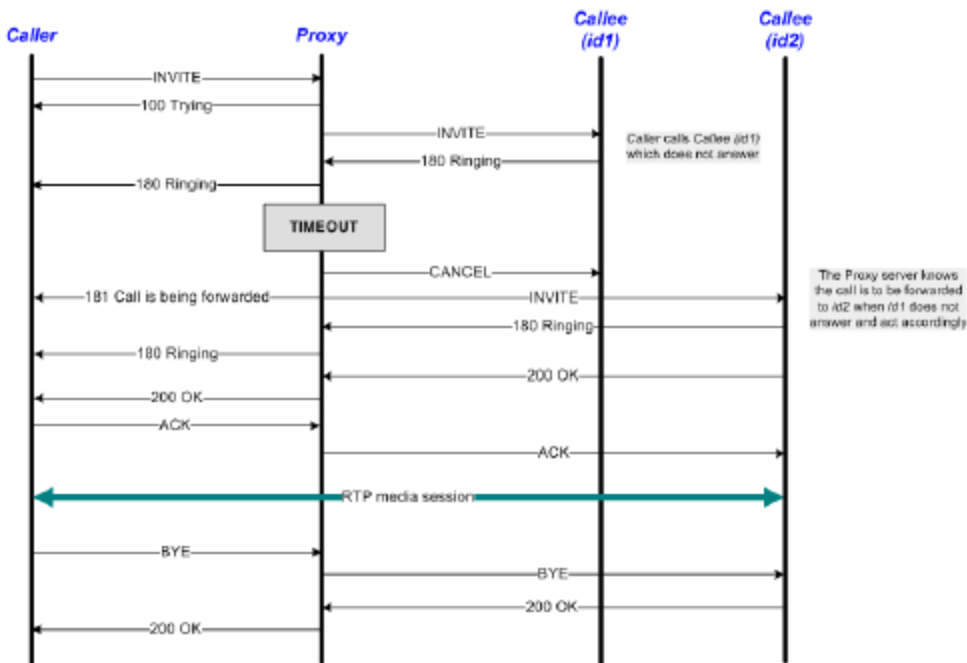 Caller
Proxy
Callee
(id1)
Callee
(id2)
INVITE
100 Trying
INVITE
Caller calls Callee (id1)
which does not answer
180 Ringing
180 Ringing
TIMEOUT
CANCEL
The Proxy server knows
the call is to be forwarded
to id2 when id1 does not
answer and act accordingly
181 Call is being forwarded
INVITE
180 Ringing
180 Ringing
200 OK
200 OK
ACK
ACK
RTP media session
BYE
BYE
200 OK
200 OK